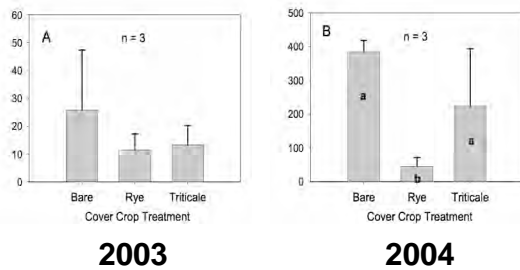 60
50
40
30
20
10
0
A
n = 3
Bare
Rye
Triticale
Cover Crop Treatment
2003
500
400
300
200
100
0
B
n = 3
a
b
a
Bare
Rye
Triticale
Cover Crop Treatment
2004